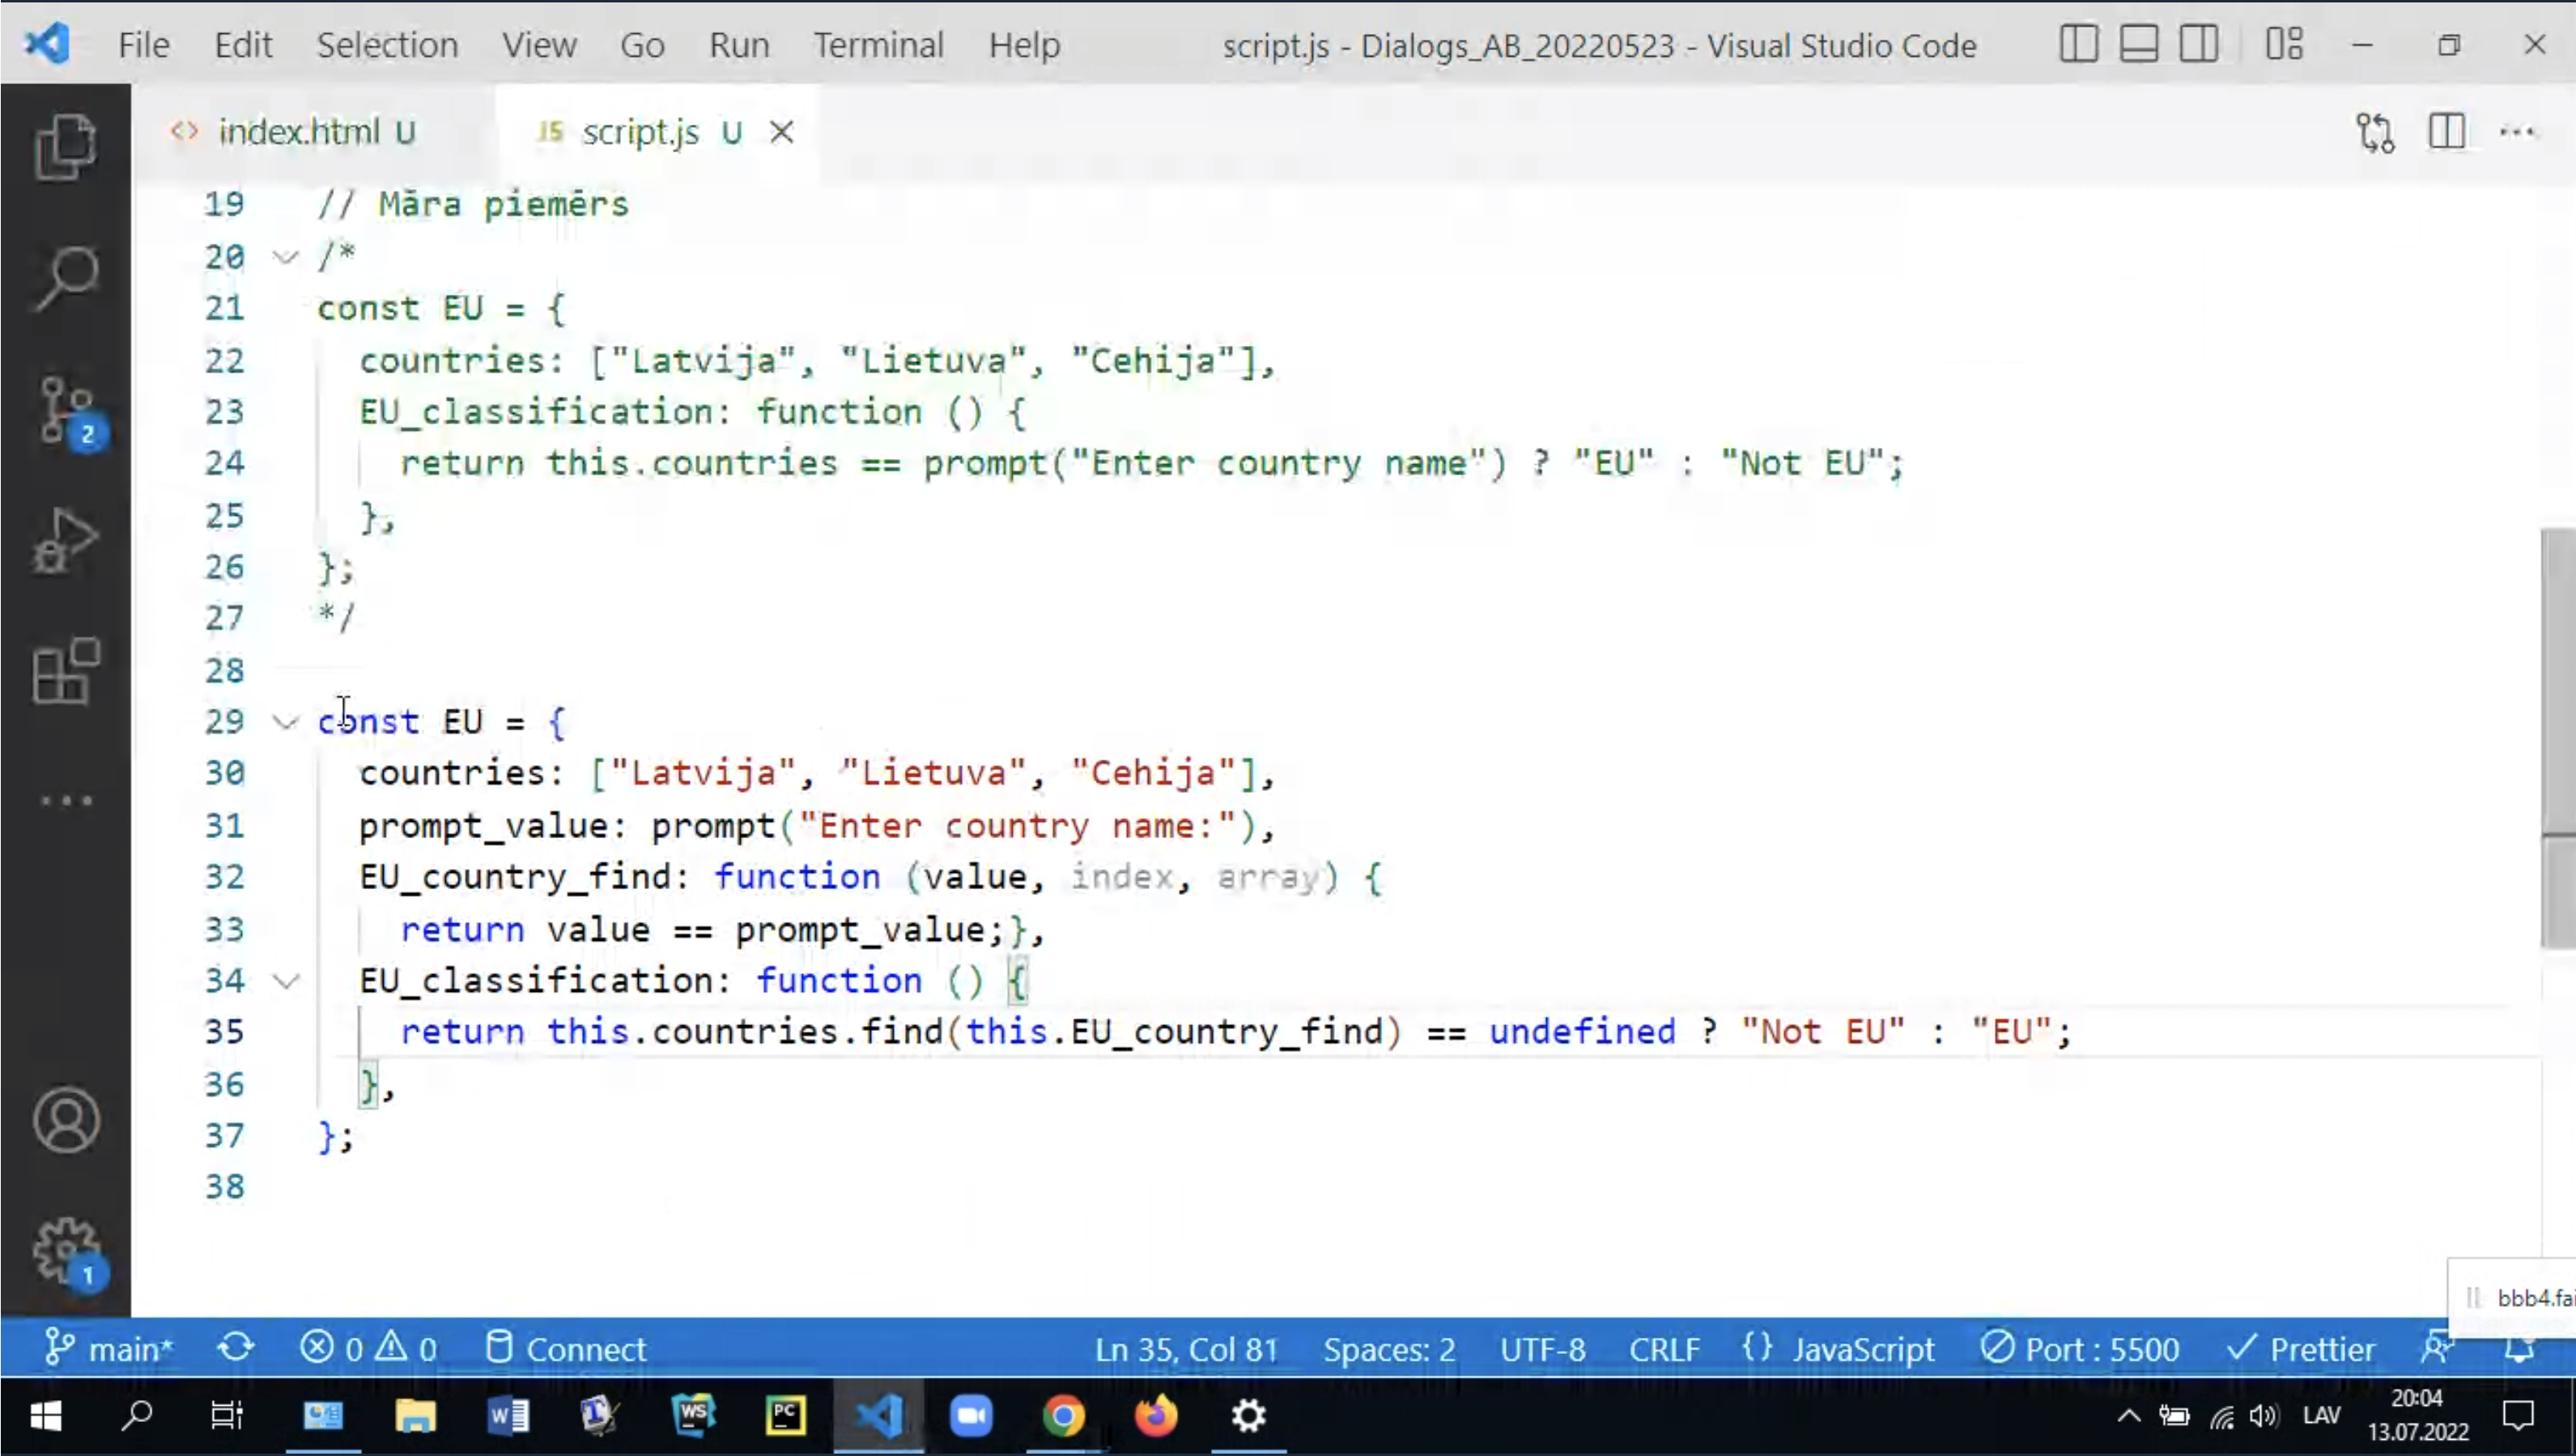 File Edit Selection View Go Run Terminal Help script.js - Dialogs_AB_20220523 - Visual Studio Code
<> index.html U JS script.js U
19 // Māra piemērs
20 /*
21 const EU = {
22 countries: ["Latvija", "Lietuva", "Cehija"],
23 EU_classification: function () {
24 return this.countries == prompt("Enter country name") ? "EU" : "Not EU";
25 },
26 };
27 */
28
29 const EU = {
30 countries: ["Latvija", "Lietuva", "Cehija"],
31 prompt_value: prompt("Enter country name:"),
32 EU_country_find: function (value, index, array) {
33 return value == prompt_value;},
34 EU_classification: function () {
35 return this.countries.find(this.EU_country_find) == undefined ? "Not EU" : "EU";
36 },
37 };
38
2
1
bbb4.fai
main* 0 0 Connect Ln 35, Col 81 Spaces: 2 UTF-8 CRLF {} JavaScript Port : 5500 Prettier
W WS PC LAV 20:04
13.07.2022